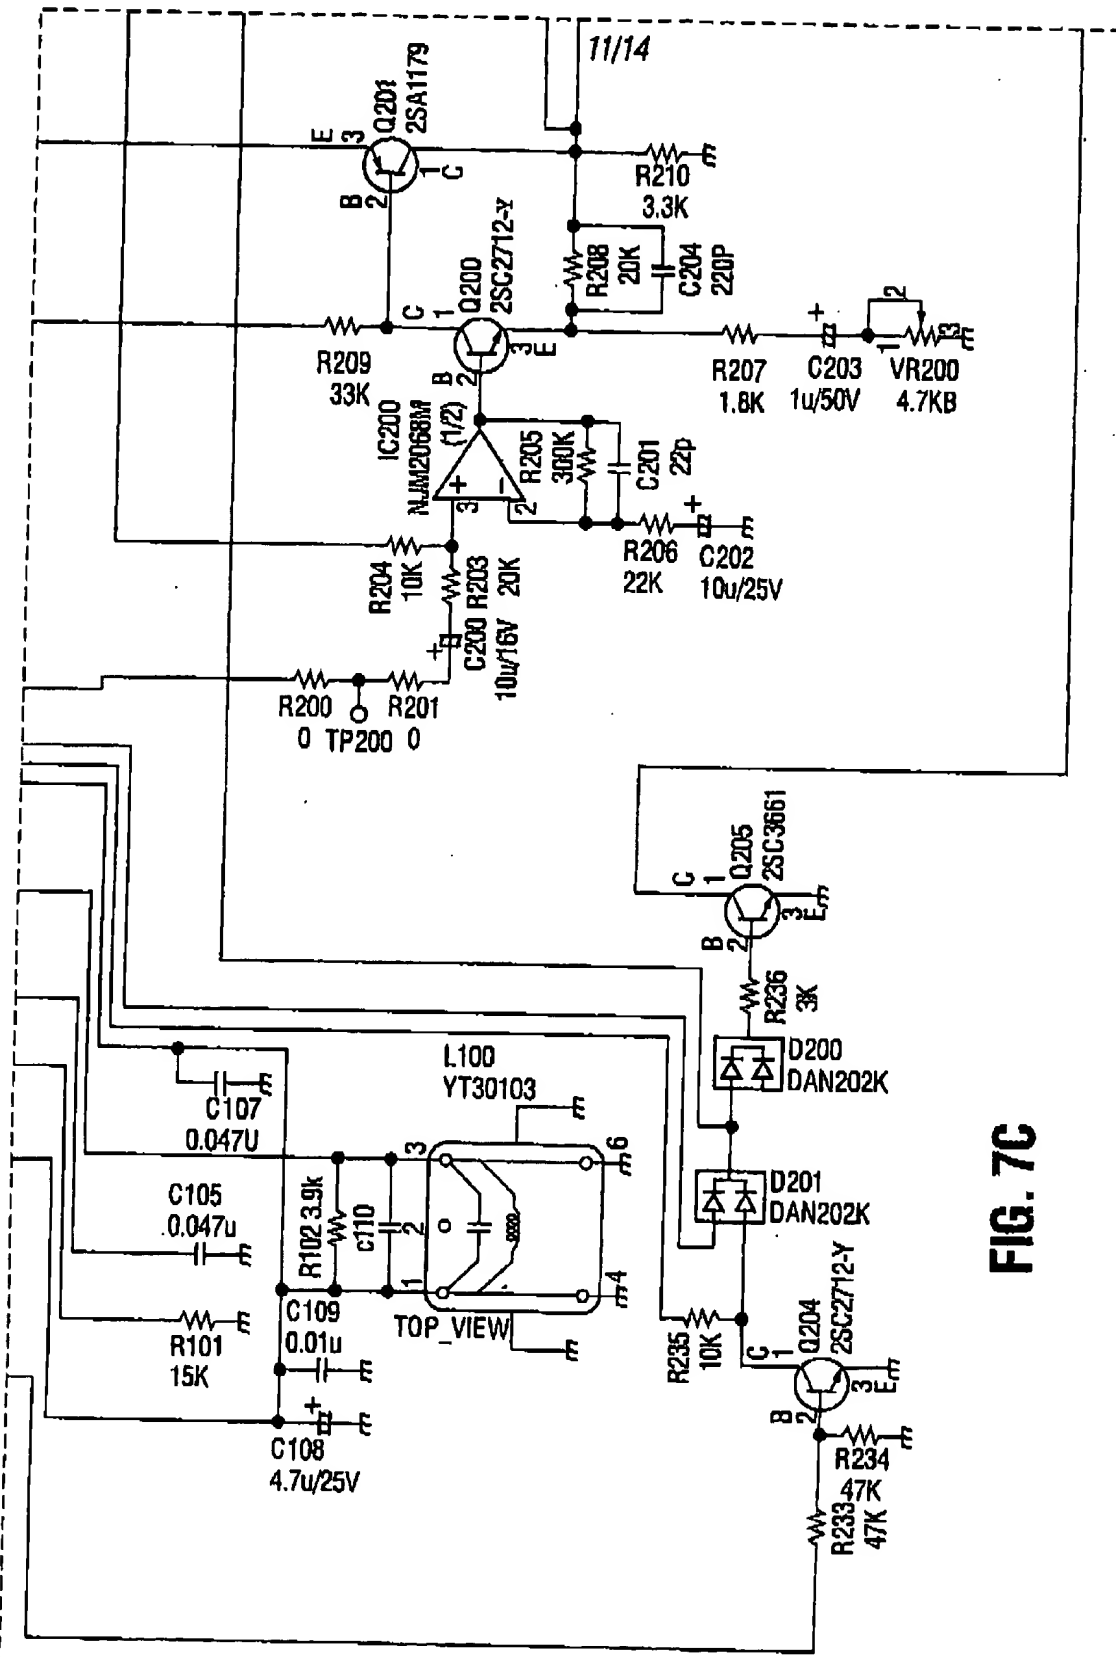 11/14
E
3
Q201
2SA1179
B
2
1
C
R210
3.3K
R208
20K
C204
220P
Q200
2SC2712-Y
C
1
3
E
B
2
R209
33K
R207
1.8K
+
C203
1u/50V
1
2
3
VR200
4.7KB
IC200
NJM2068M
(1/2)
+
-
3
2
R205
300K
C201
22p
R206
22K
+
C202
10u/25V
R204
10K
R203
20K
+
C200
10u/16V
R200
0
TP200
R201
0
C
1
Q205
2SC3661
B
2
3
E
R236
3K
D200
DAN202K
D201
DAN202K
L100
YT30103
C107
0.047U
3
6
C105
0.047u
R102 3.9k
c110
2
1
4
TOP_VIEW
R101
15K
C109
0.01u
+
C108
4.7u/25V
R235
10K
C
1
Q204
2SC2712-Y
B
2
3
E
R234
47K
R233
47K
FIG. 7C